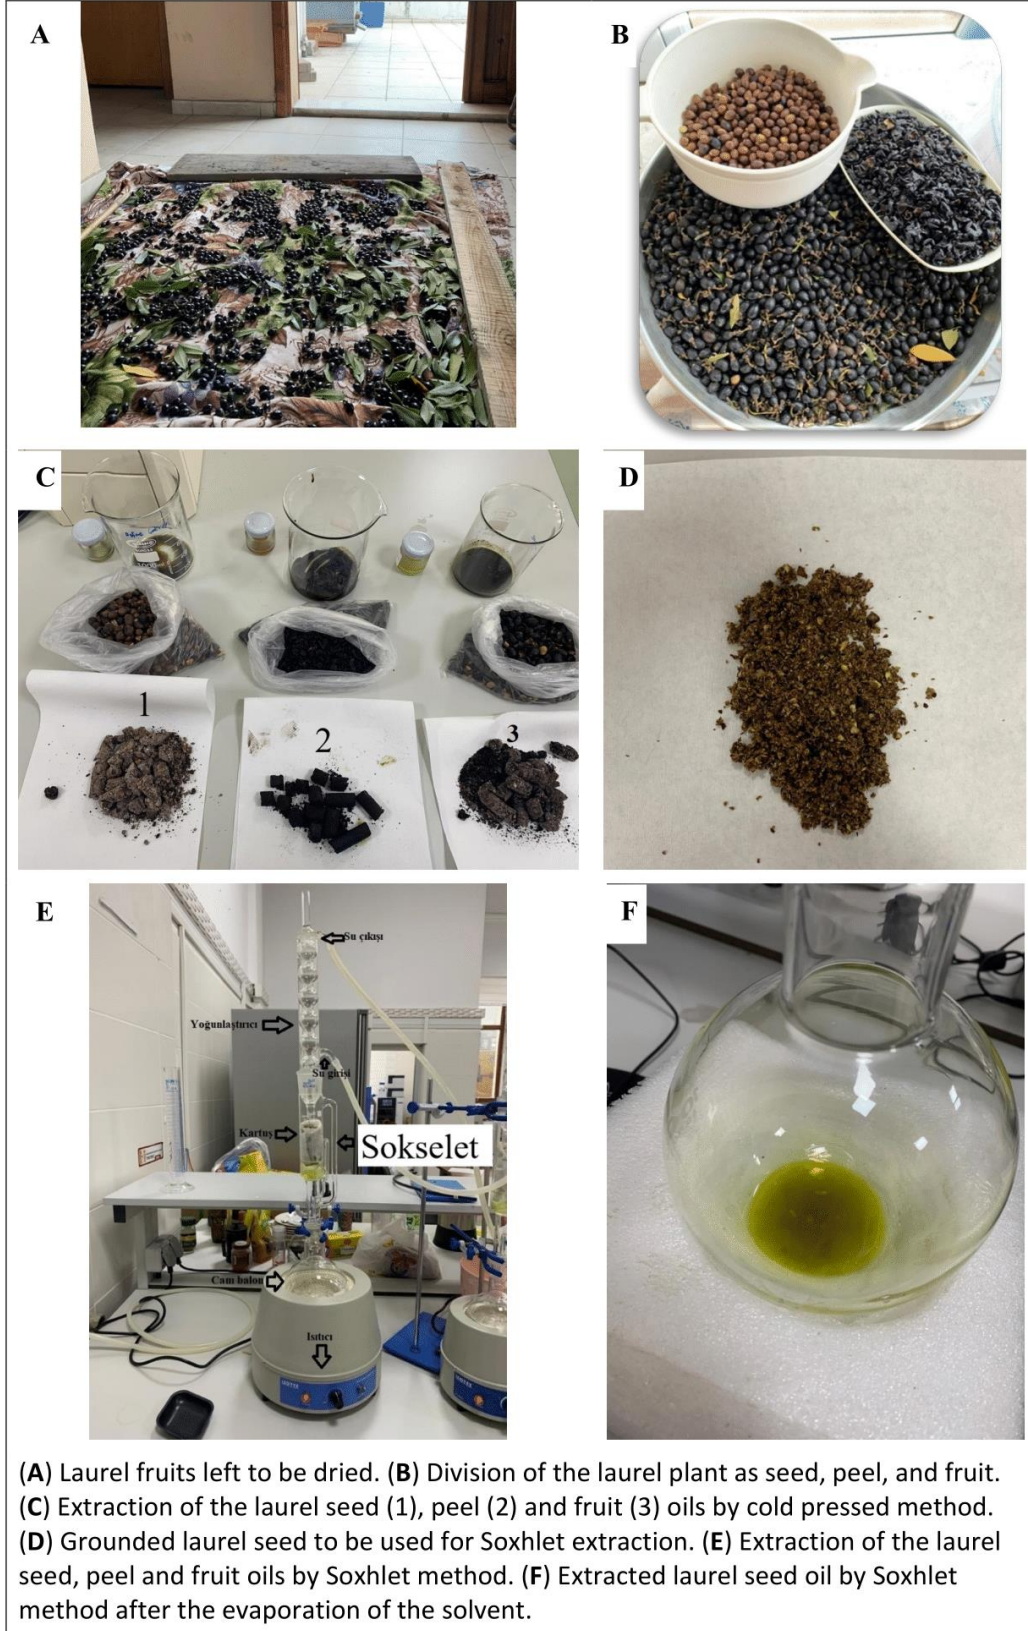 A
B
C
1
2
3
D
E
Su çıkışı
Yoğunlaştırıcı
Su girişi
Kartuş
Sokselet
Cam balon
Isıtıcı
F
(A) Laurel fruits left to be dried. (B) Division of the laurel plant as seed, peel, and fruit.
(C) Extraction of the laurel seed (1), peel (2) and fruit (3) oils by cold pressed method.
(D) Grounded laurel seed to be used for Soxhlet extraction. (E) Extraction of the laurel
seed, peel and fruit oils by Soxhlet method. (F) Extracted laurel seed oil by Soxhlet
method after the evaporation of the solvent.